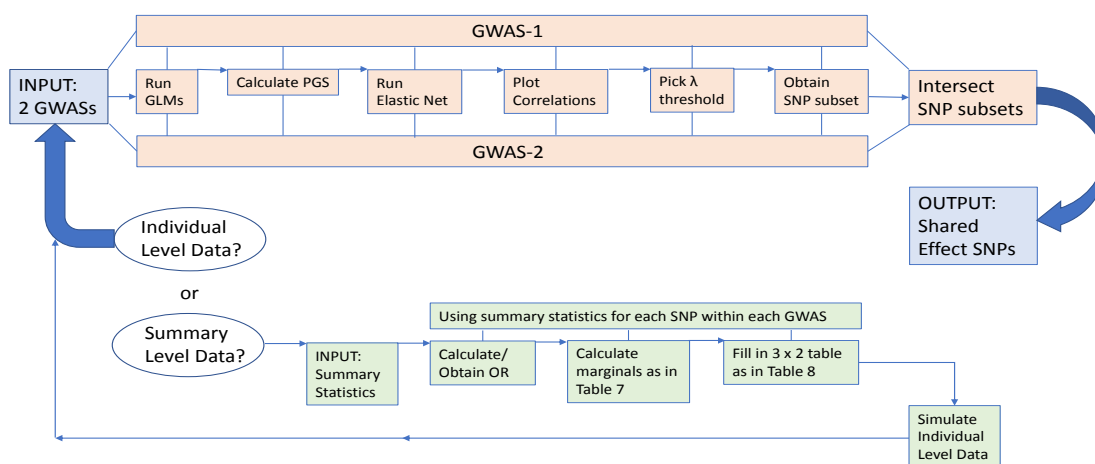 GWAS-1
INPUT:
2 GWASs
Run
GLMs
Calculate PGS
Run
Elastic Net
Plot
Correlations
Pick λ
threshold
Obtain
SNP subset
Intersect
SNP subsets
GWAS-2
OUTPUT:
Shared
Effect SNPs
Individual
Level Data?
or
Summary
Level Data?
Using summary statistics for each SNP within each GWAS
INPUT:
Summary
Statistics
Calculate/
Obtain OR
Calculate
marginals as in
Table 7
Fill in 3 x 2 table
as in Table 8
Simulate
Individual
Level Data